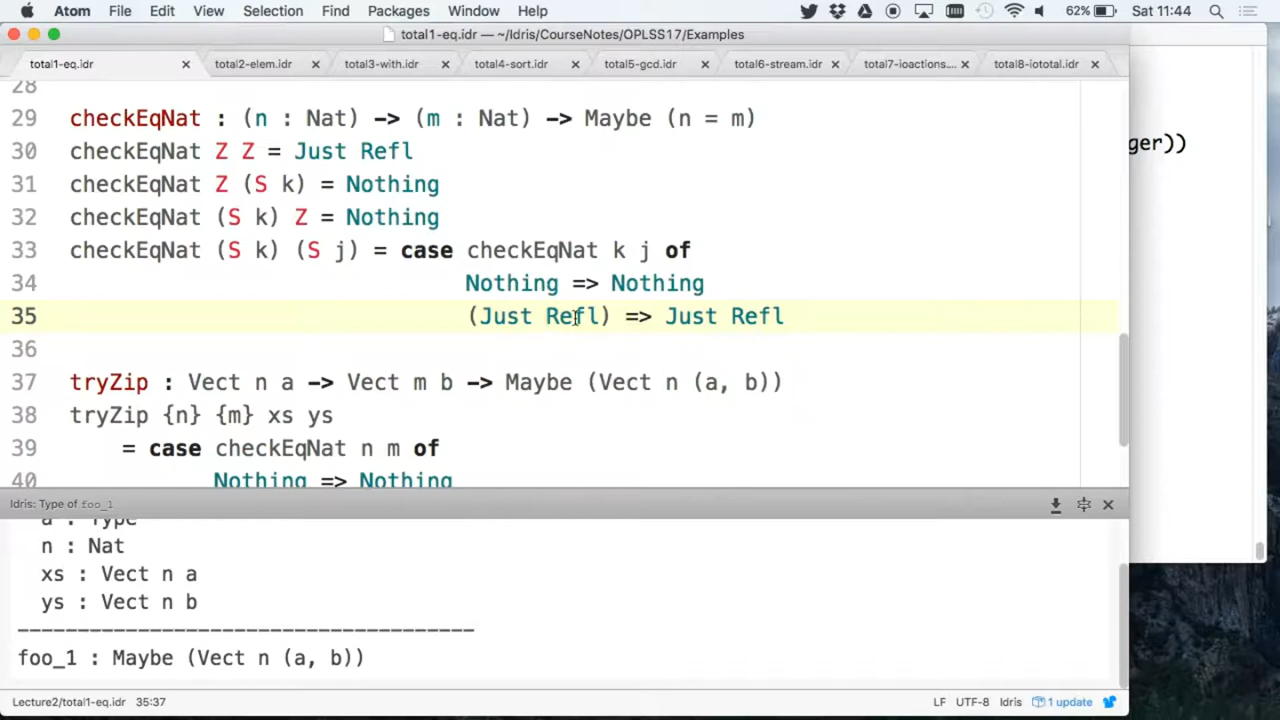 Atom File Edit View Selection Find Packages Window Help 62% Sat 11:44
total1-eq.idr — ~/Idris/CourseNotes/OPLSS17/Examples
total1-eq.idr total2-elem.idr total3-with.idr total4-sort.idr total5-gcd.idr total6-stream.idr total7-ioactions.... total8-iototal.idr
28
29 checkEqNat : (n : Nat) -> (m : Nat) -> Maybe (n = m)
ger))
30 checkEqNat Z Z = Just Refl
31 checkEqNat Z (S k) = Nothing
32 checkEqNat (S k) Z = Nothing
33 checkEqNat (S k) (S j) = case checkEqNat k j of
34 Nothing => Nothing
35 (Just Refl) => Just Refl
36
37 tryZip : Vect n a -> Vect m b -> Maybe (Vect n (a, b))
38 tryZip {n} {m} xs ys
39 = case checkEqNat n m of
40 Nothing => Nothing
Idris: Type of foo_1
a : Type
n : Nat
xs : Vect n a
ys : Vect n b
--------------------------------------
foo_1 : Maybe (Vect n (a, b))
Lecture2/total1-eq.idr 35:37 LF UTF-8 Idris 1 update